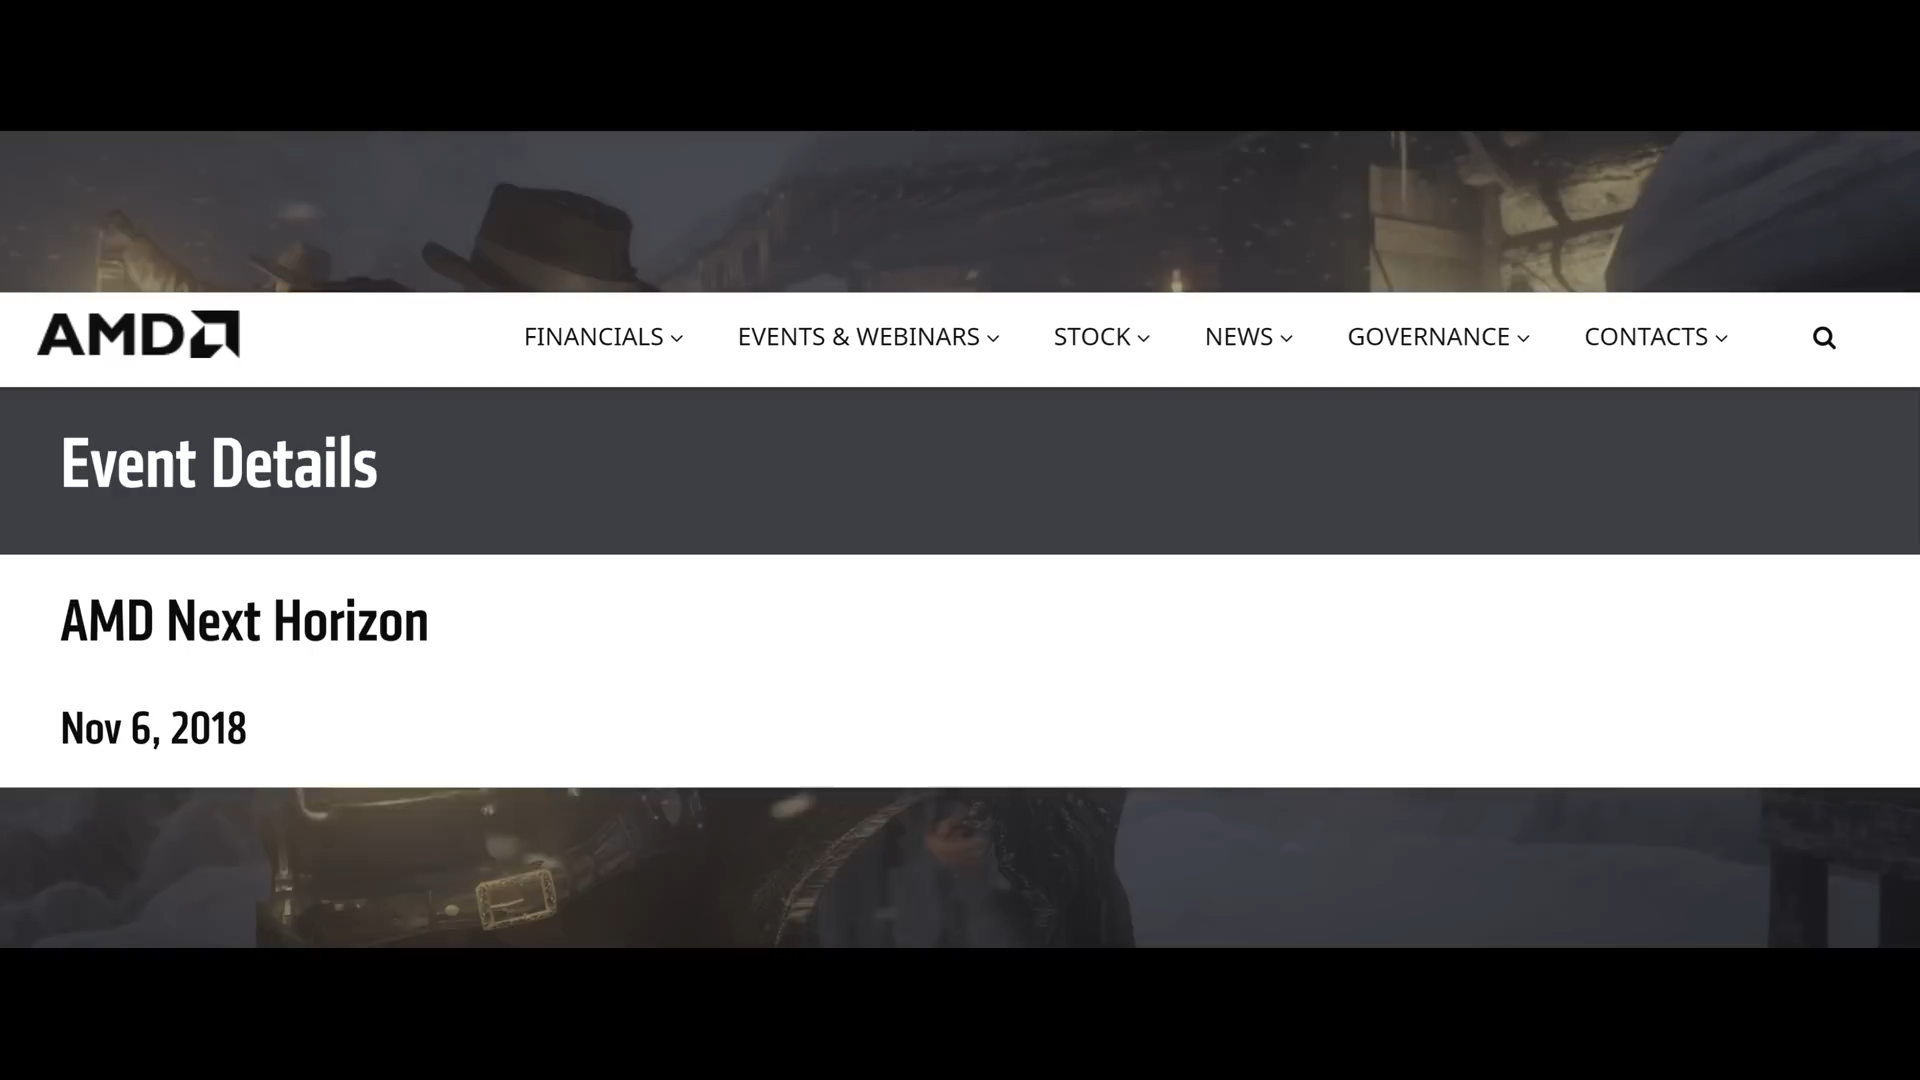 AMD FINANCIALS EVENTS & WEBINARS STOCK NEWS GOVERNANCE CONTACTS
Event Details
AMD Next Horizon
Nov 6, 2018